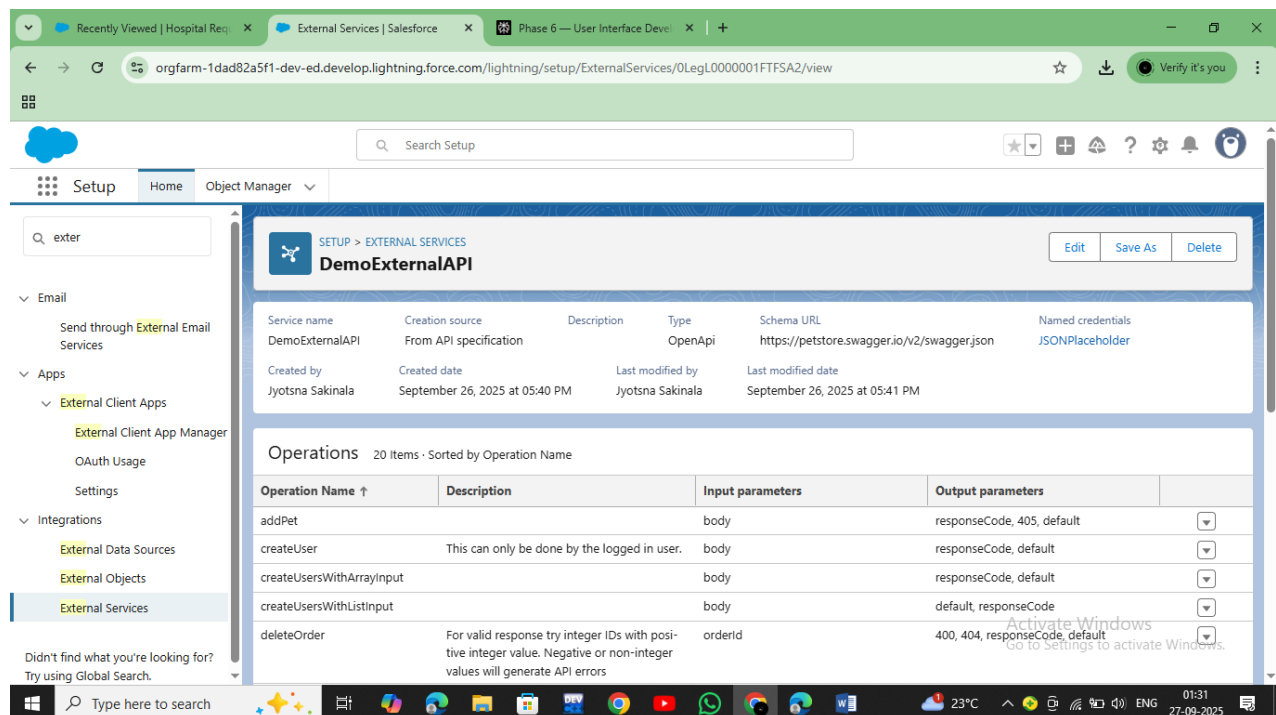 Recently Viewed | Hospital Requ
External Services | Salesforce
Phase 6 — User Interface Devel
orgfarm-1dad82a5f1-dev-ed.develop.lightning.force.com/lightning/setup/ExternalServices/0LegL0000001FTFSA2/view
Verify it's you
Search Setup
Setup
Home
Object Manager
exter
Email
Send through External Email
Services
Apps
External Client Apps
External Client App Manager
OAuth Usage
Settings
Integrations
External Data Sources
External Objects
External Services
Didn't find what you're looking for?
Try using Global Search.
SETUP > EXTERNAL SERVICES
DemoExternalAPI
Edit
Save As
Delete
Service name Creation source Description Type Schema URL Named credentials
DemoExternalAPI From API specification OpenApi https://petstore.swagger.io/v2/swagger.json JSONPlaceholder
Created by Created date Last modified by Last modified date
Jyotsna Sakinala September 26, 2025 at 05:40 PM Jyotsna Sakinala September 26, 2025 at 05:41 PM
Operations 20 Items · Sorted by Operation Name
Operation Name ↑ Description Input parameters Output parameters
addPet body responseCode, 405, default
createUser This can only be done by the logged in user. body responseCode, default
createUsersWithArrayInput body responseCode, default
createUsersWithListInput body default, responseCode
deleteOrder For valid response try integer IDs with posi- orderId 400, 404, responseCode, default
tive integer value. Negative or non-integer
values will generate API errors
Activate Windows
Go to Settings to activate Windows.
Type here to search
DEV
23°C
ENG
01:31
27-09-2025